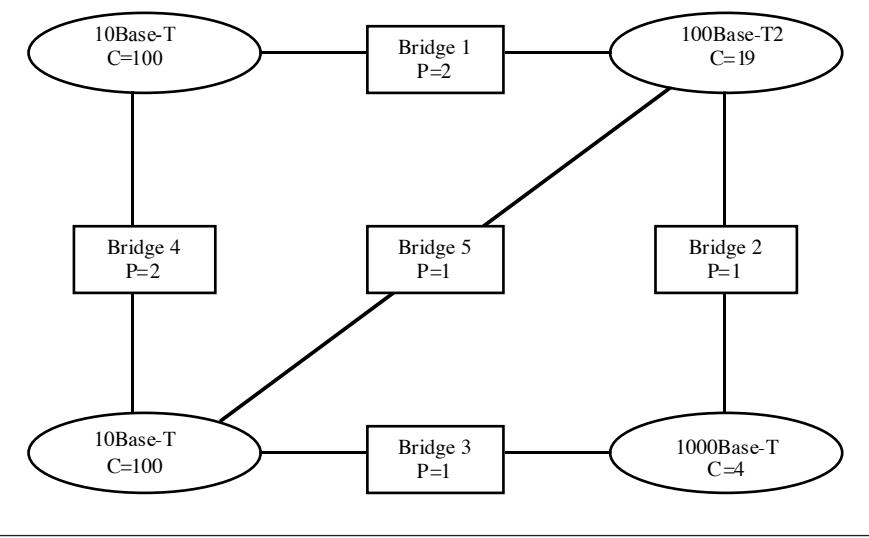 10Base-T
C=100
Bridge 1
P=2
100Base-T2
C=19
Bridge 4
P=2
Bridge 5
P=1
Bridge 2
P=1
10Base-T
C=100
Bridge 3
P=1
1000Base-T
C=4